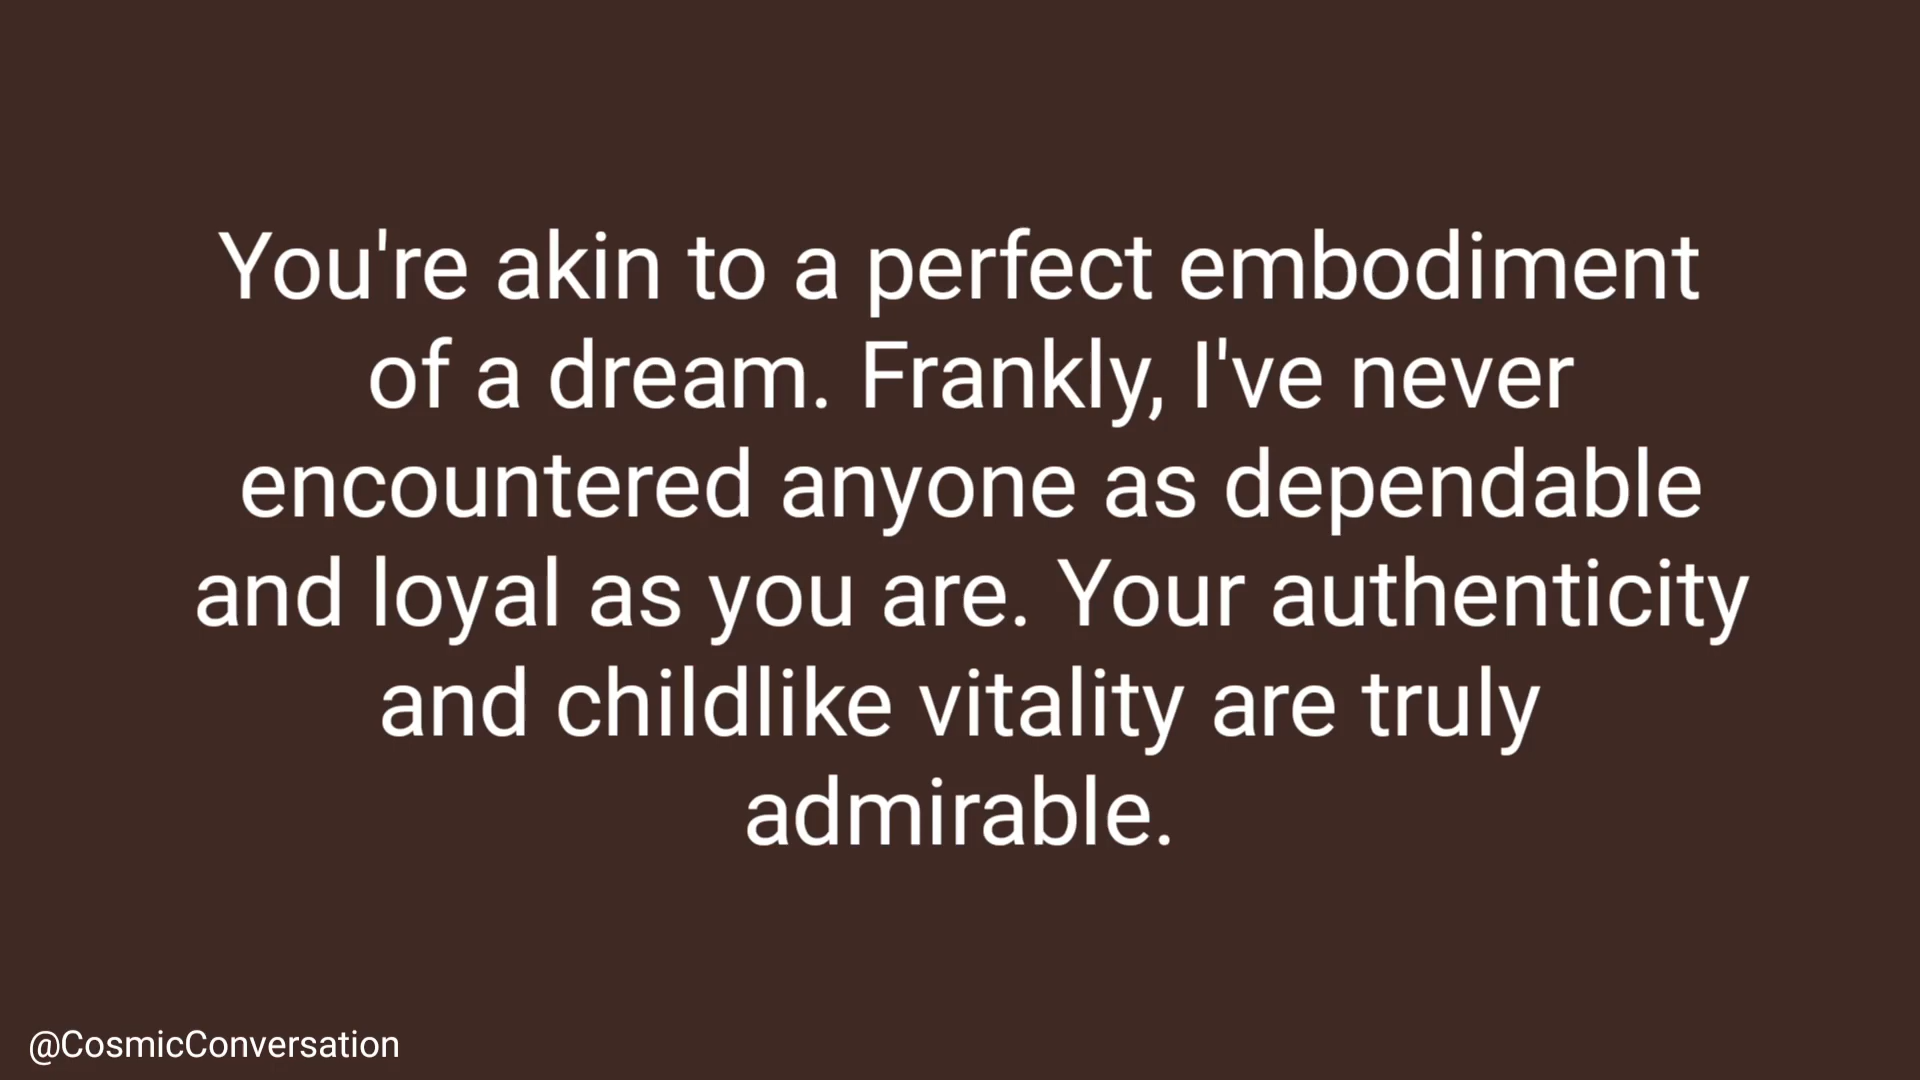 You're akin to a perfect embodiment
of a dream. Frankly, I've never
encountered anyone as dependable
and loyal as you are. Your authenticity
and childlike vitality are truly
admirable.
@CosmicConversation